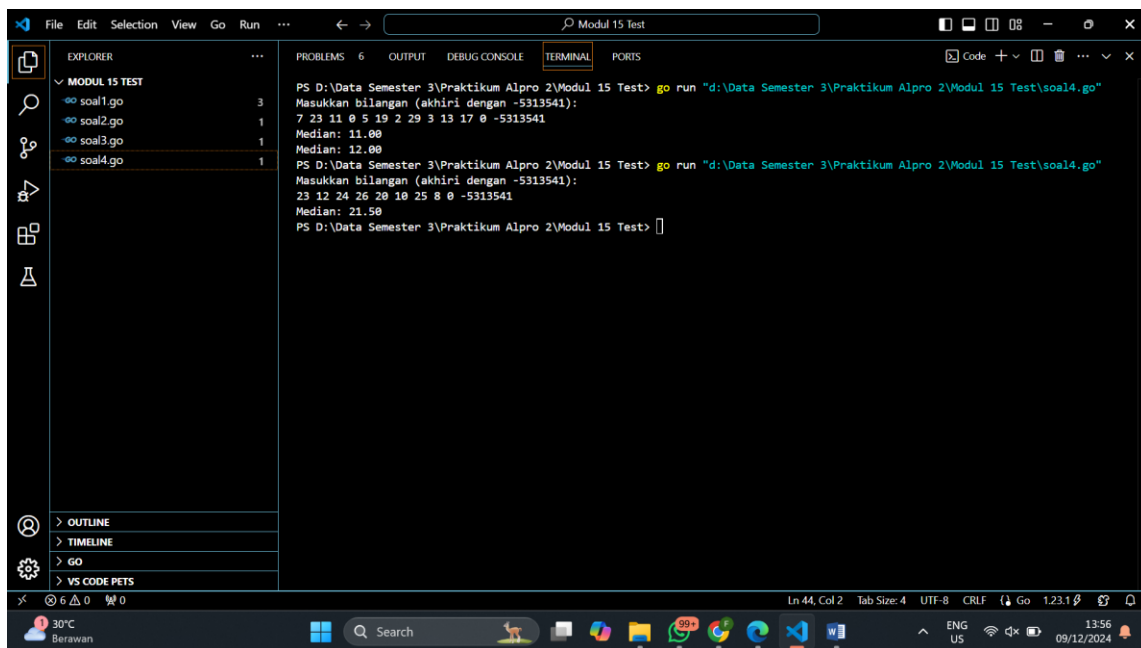 File Edit Selection View Go Run ··· Modul 15 Test
EXPLORER ···
MODUL 15 TEST
soal1.go 3
soal2.go 1
soal3.go 1
soal4.go 1
OUTLINE
TIMELINE
GO
VS CODE PETS
PROBLEMS 6 OUTPUT DEBUG CONSOLE TERMINAL PORTS Code
PS D:\Data Semester 3\Praktikum Alpro 2\Modul 15 Test> go run "d:\Data Semester 3\Praktikum Alpro 2\Modul 15 Test\soal4.go"
Masukkan bilangan (akhiri dengan -5313541):
7 23 11 0 5 19 2 29 3 13 17 0 -5313541
Median: 11.00
Median: 12.00
PS D:\Data Semester 3\Praktikum Alpro 2\Modul 15 Test> go run "d:\Data Semester 3\Praktikum Alpro 2\Modul 15 Test\soal4.go"
Masukkan bilangan (akhiri dengan -5313541):
23 12 24 26 20 10 25 8 0 -5313541
Median: 21.50
PS D:\Data Semester 3\Praktikum Alpro 2\Modul 15 Test>
6 0 0 Ln 44, Col 2 Tab Size: 4 UTF-8 CRLF Go 1.23.1
1 30°C
Berawan
Search
99+
ENG
US
13:56
09/12/2024